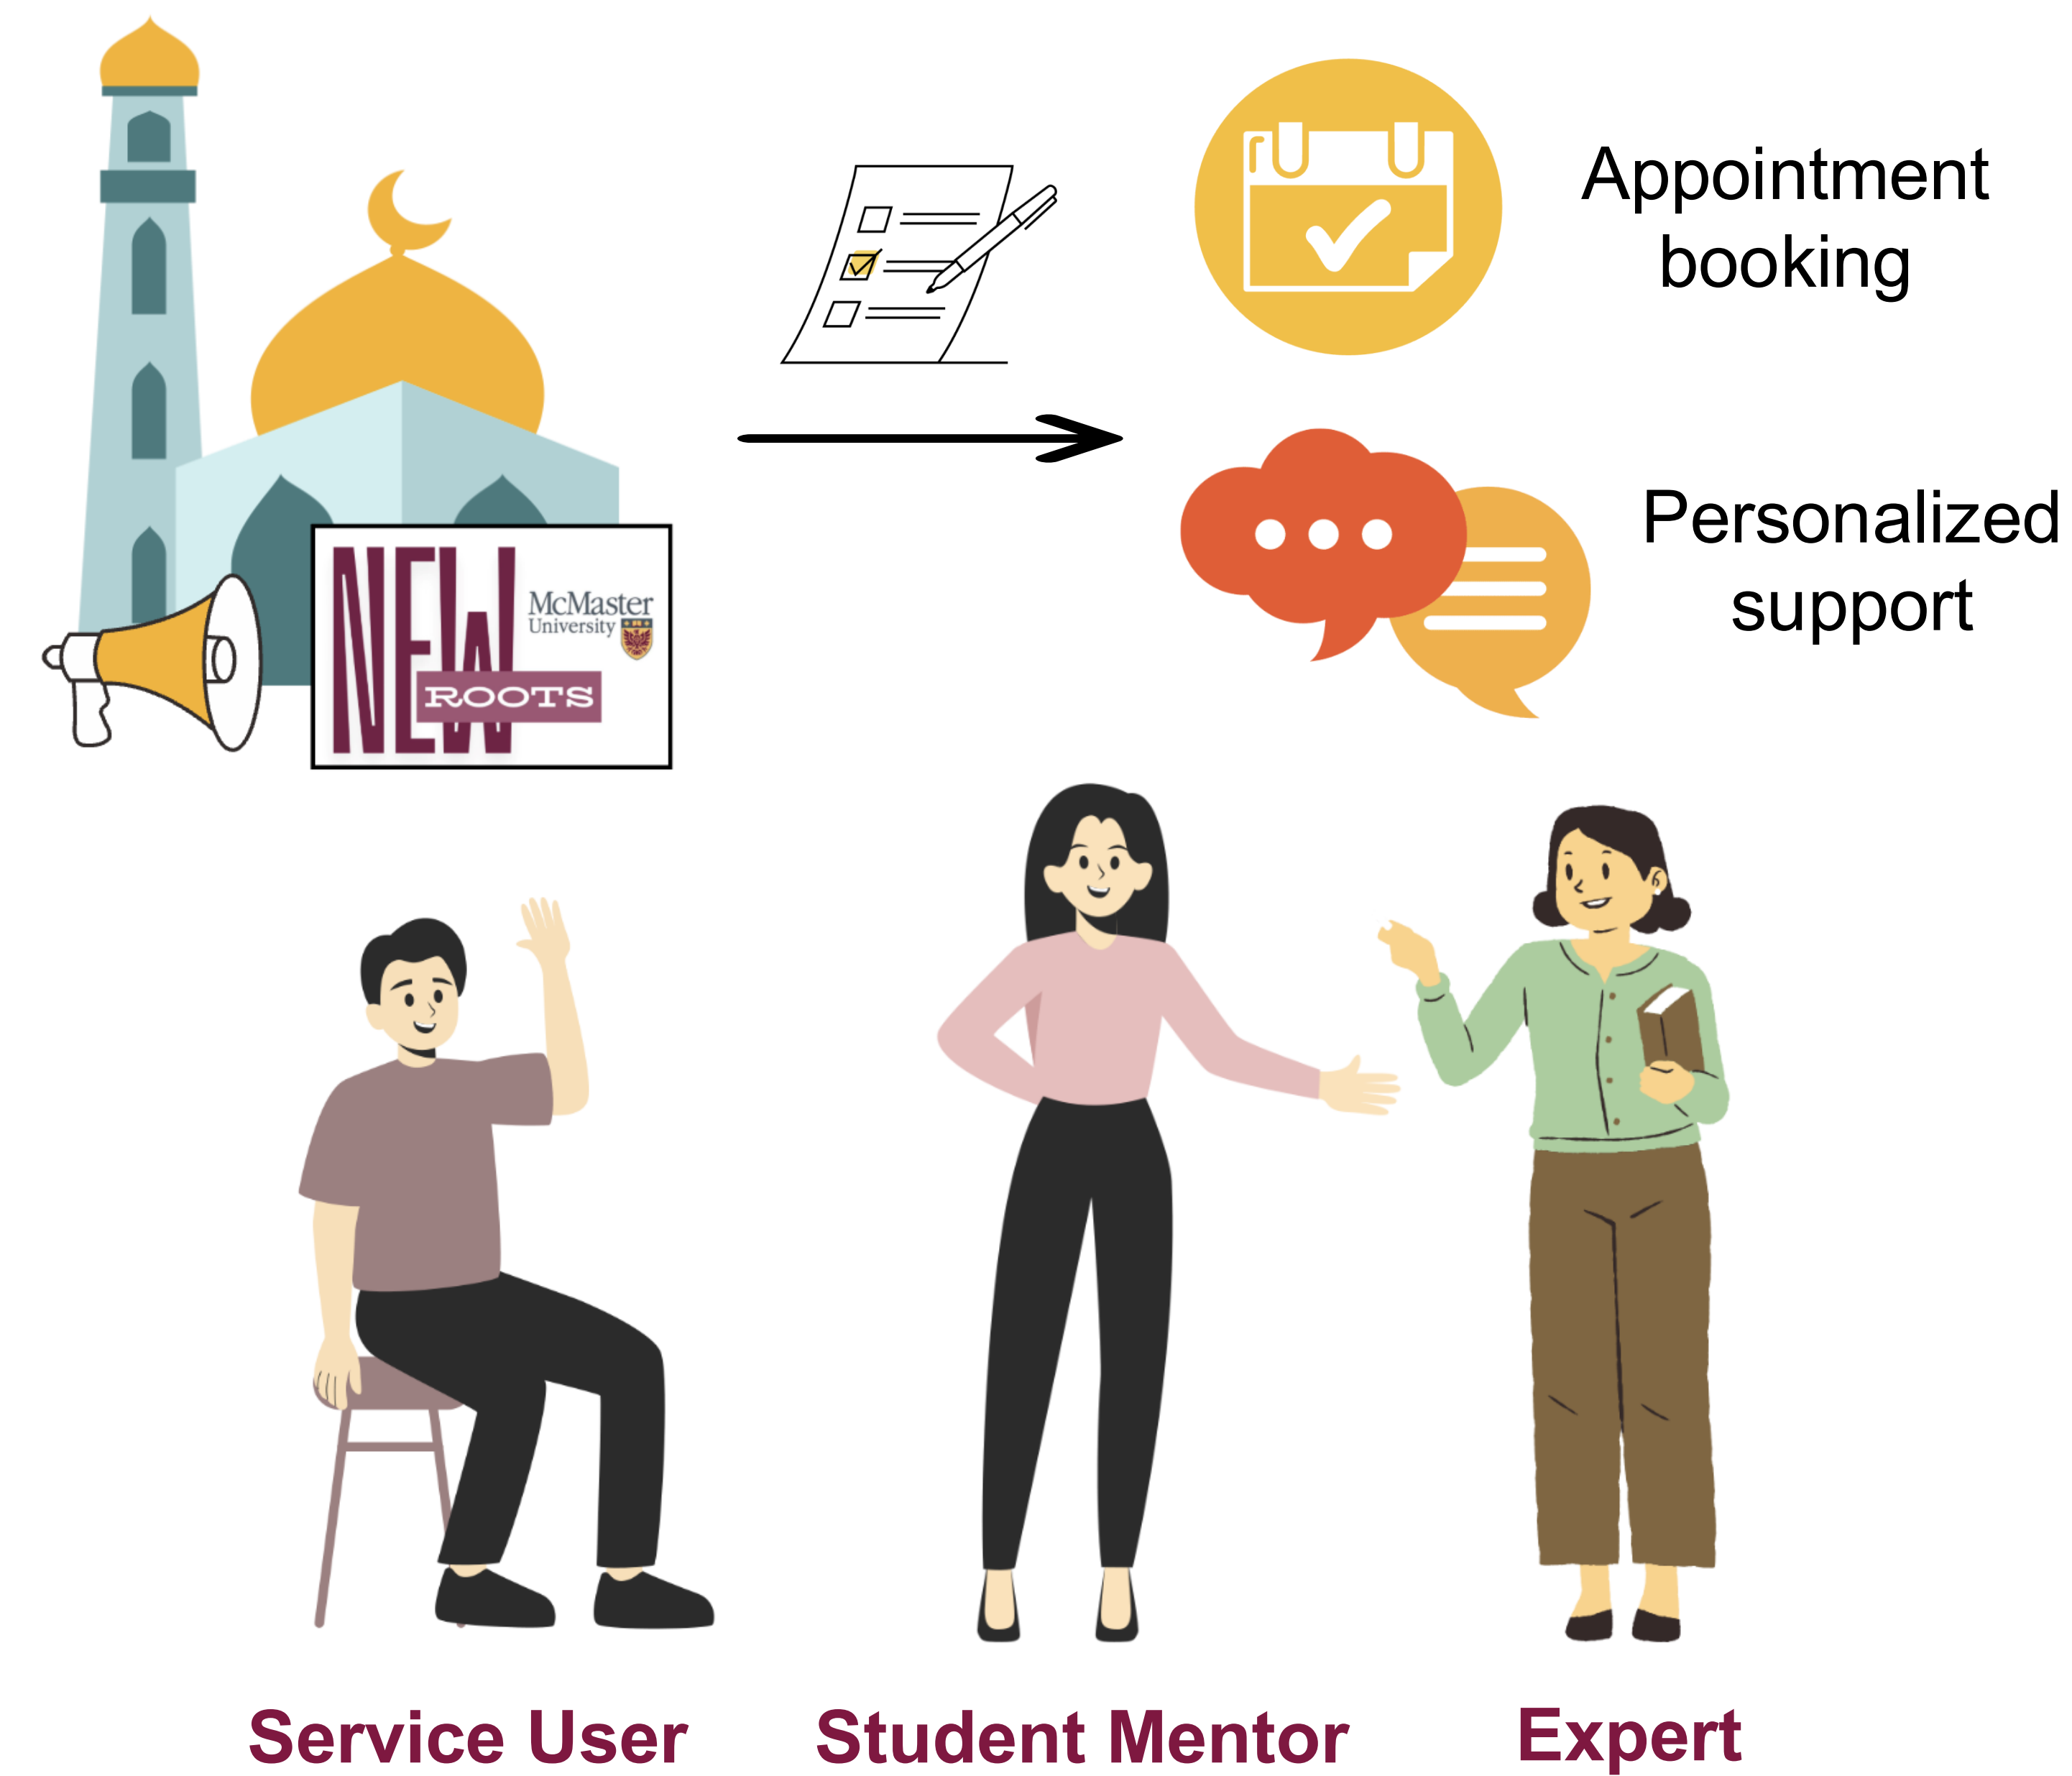 Appointment
booking
Personalized
support
NEW
ROOTS
McMaster
University
Service User
Student Mentor
Expert